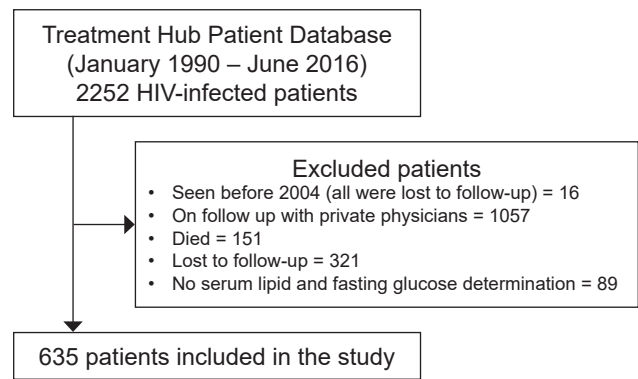 Treatment Hub Patient Database
(January 1990 – June 2016)
2252 HIV-infected patients
Excluded patients
• Seen before 2004 (all were lost to follow-up) = 16
• On follow up with private physicians = 1057
• Died = 151
• Lost to follow-up = 321
• No serum lipid and fasting glucose determination = 89
635 patients included in the study